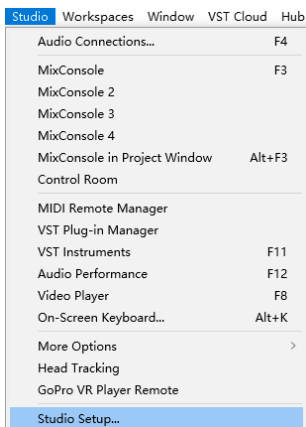 Studio Workspaces Window VST Cloud Hub
Audio Connections... F4
MixConsole F3
MixConsole 2
MixConsole 3
MixConsole 4
MixConsole in Project Window Alt+F3
Control Room
MIDI Remote Manager
VST Plug-in Manager
VST Instruments F11
Audio Performance F12
Video Player F8
On-Screen Keyboard... Alt+K
More Options >
Head Tracking
GoPro VR Player Remote
Studio Setup...